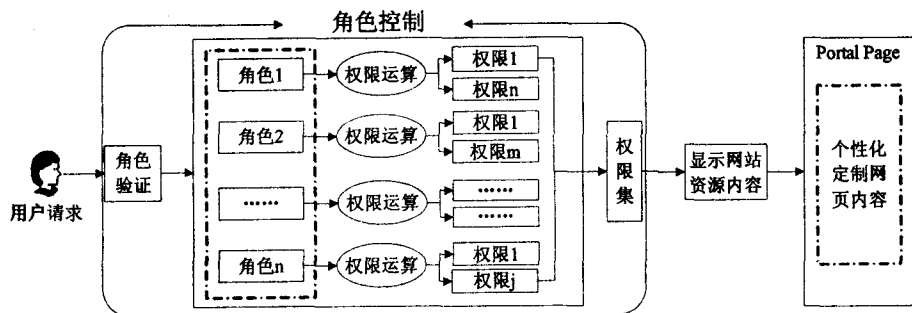 角色控制
角色1
权限运算
权限1
权限n
角色2
权限运算
权限1
权限m
……
权限运算
……
……
角色n
权限运算
权限1
权限j
用户请求
角色
验证
权
限
集
显示网站
资源内容
Portal Page
个性化
定制网
页内容